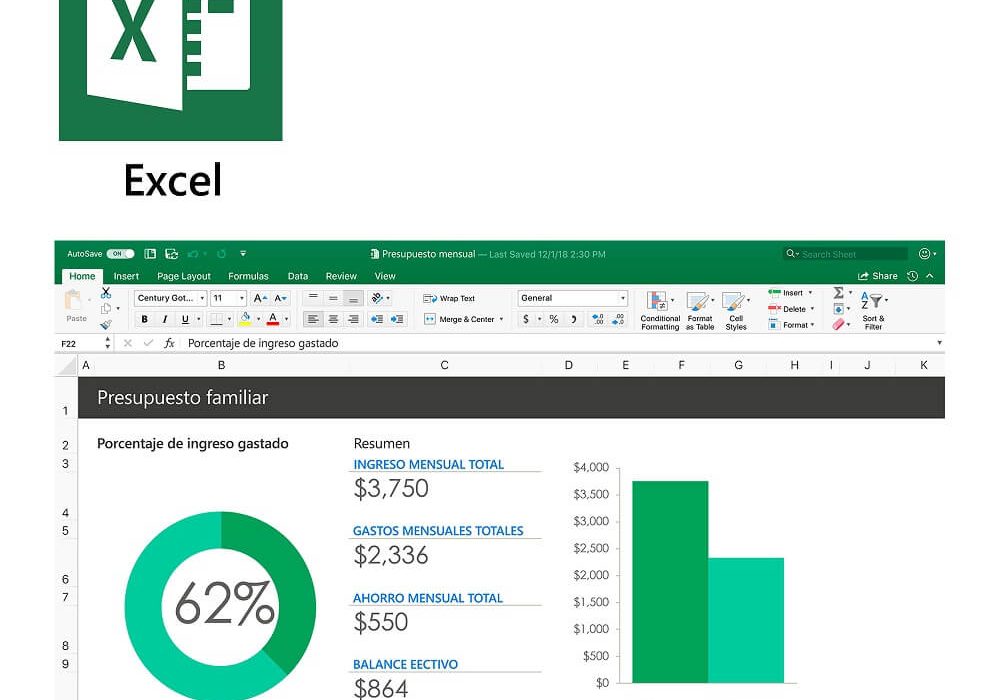 X
Excel
AutoSave ON Presupuesto mensual — Last Saved 12/1/18 2:30 PM Search Sheet
Home Insert Page Layout Formulas Data Review View Share
Paste Century Got... 11 A A Wrap Text General Conditional Formatting Format as Table Cell Styles Insert Delete Format Σ A Z Sort & Filter
B I U A Merge & Center $ % ) .00 .0
F22 fx Porcentaje de ingreso gastado
A B C D E F G H I J K
1 Presupuesto familiar
2 Porcentaje de ingreso gastado Resumen
3 INGRESO MENSUAL TOTAL
4 $3,750
5 GASTOS MENSUALES TOTALES
6 $2,336
7 AHORRO MENSUAL TOTAL
8 $550
9 BALANCE EECTIVO
$864
62%
$4,000
$3,500
$3,000
$2,500
$2,000
$1,500
$1,000
$500
$0